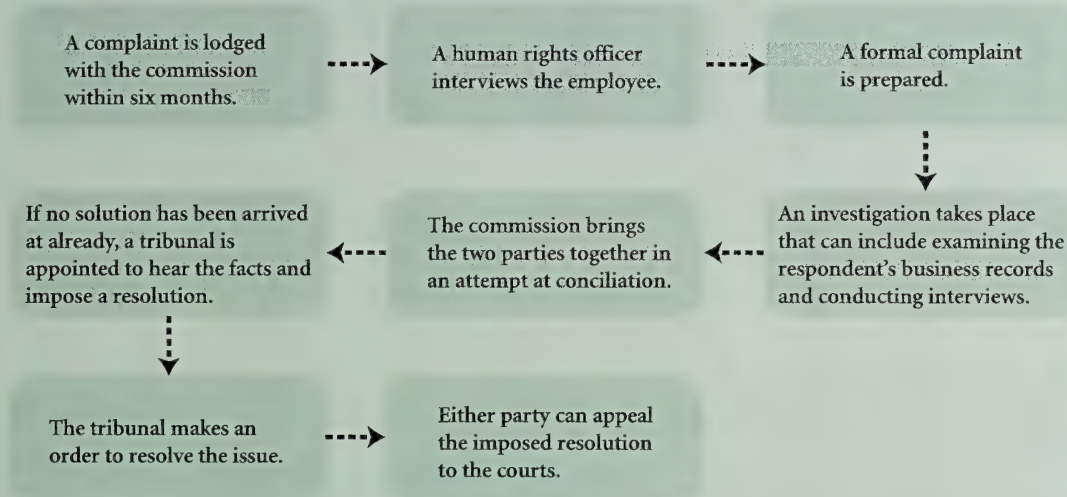 A complaint is lodged
with the commission
within six months.
A human rights officer
interviews the employee.
A formal complaint
is prepared.
An investigation takes place
that can include examining the
respondent's business records
and conducting interviews.
The commission brings
the two parties together in
an attempt at conciliation.
If no solution has been arrived
at already, a tribunal is
appointed to hear the facts and
impose a resolution.
The tribunal makes an
order to resolve the issue.
Either party can appeal
the imposed resolution
to the courts.